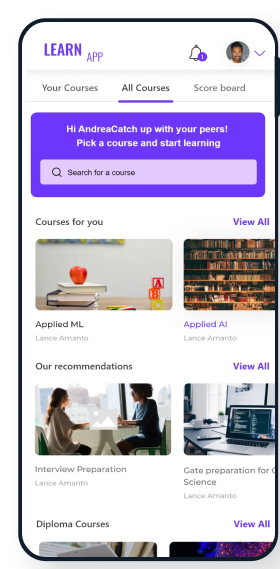 LEARN APP
1
Your Courses All Courses Score board
Hi AndreaCatch up with your peers!
Pick a course and start learning
Search for a course
Courses for you View All
A
B
Applied ML Applied AI
Lance Amanto Lance Amanto
Our recommendations View All
Interview Preparation Gate preparation for C
Lance Amanto Science
Lance Amanto
Diploma Courses View All